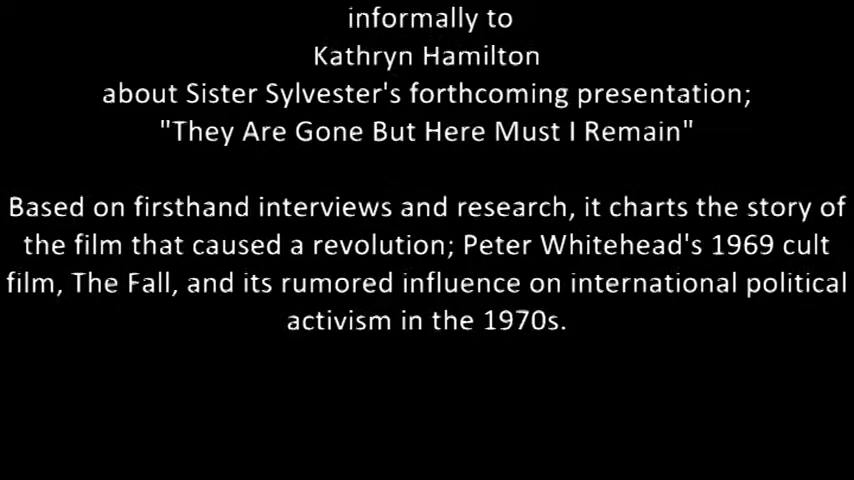 informally to
Kathryn Hamilton
about Sister Sylvester's forthcoming presentation;
"They Are Gone But Here Must I Remain"
Based on firsthand interviews and research, it charts the story of
the film that caused a revolution; Peter Whitehead's 1969 cult
film, The Fall, and its rumored influence on international political
activism in the 1970s.